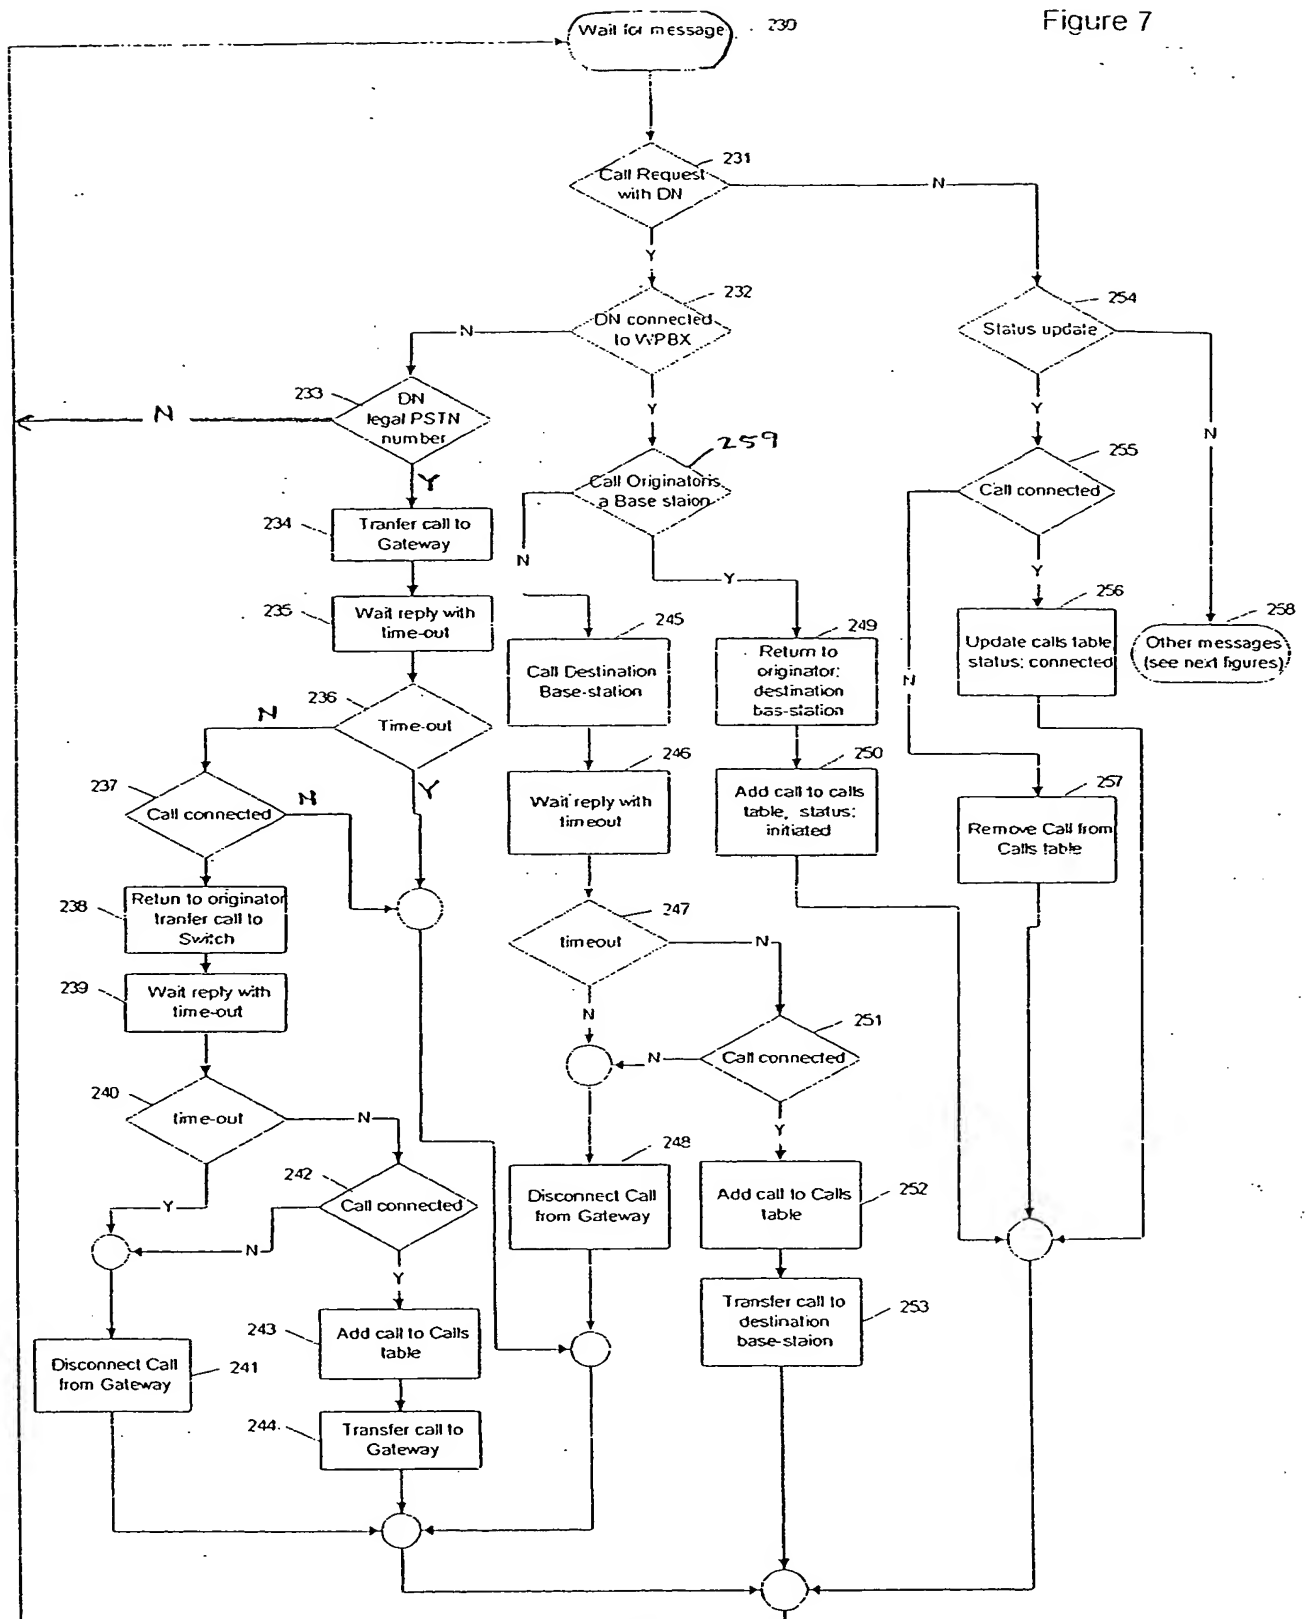 Figure 7
Wait for message
230
231
Call Request
with DN
N
Y
232
DN connected
to WPBX
N
254
Status update
233
DN
legal PSTN
number
N
Y
Y
Y
N
259
Call Originatoris
a Base staion
255
Call connected
234
Tranfer call to
Gateway
N
Y
Y
235
Wait reply with
time-out
245
Call Destination
Base-station
249
Return to
originator:
destination
bas-station
256
Update calls table
status: connected
258
Other messages
(see next figures)
N
236
Time-out
N
Y
246
Wait reply with
timeout
250
Add call to calls
table, status:
initiated
257
Remove Call from
Calls table
237
Call connected
N
238
Retun to originator
tranfer call to
Switch
247
timeout
N
N
239
Wait reply with
time-out
251
Call connected
N
Y
240
time-out
N
Y
242
Call connected
N
Y
248
Disconnect Call
from Gateway
252
Add call to Calls
table
253
Transfer call to
destination
base-staion
243
Add call to Calls
table
241
Disconnect Call
from Gateway
244
Transfer call to
Gateway